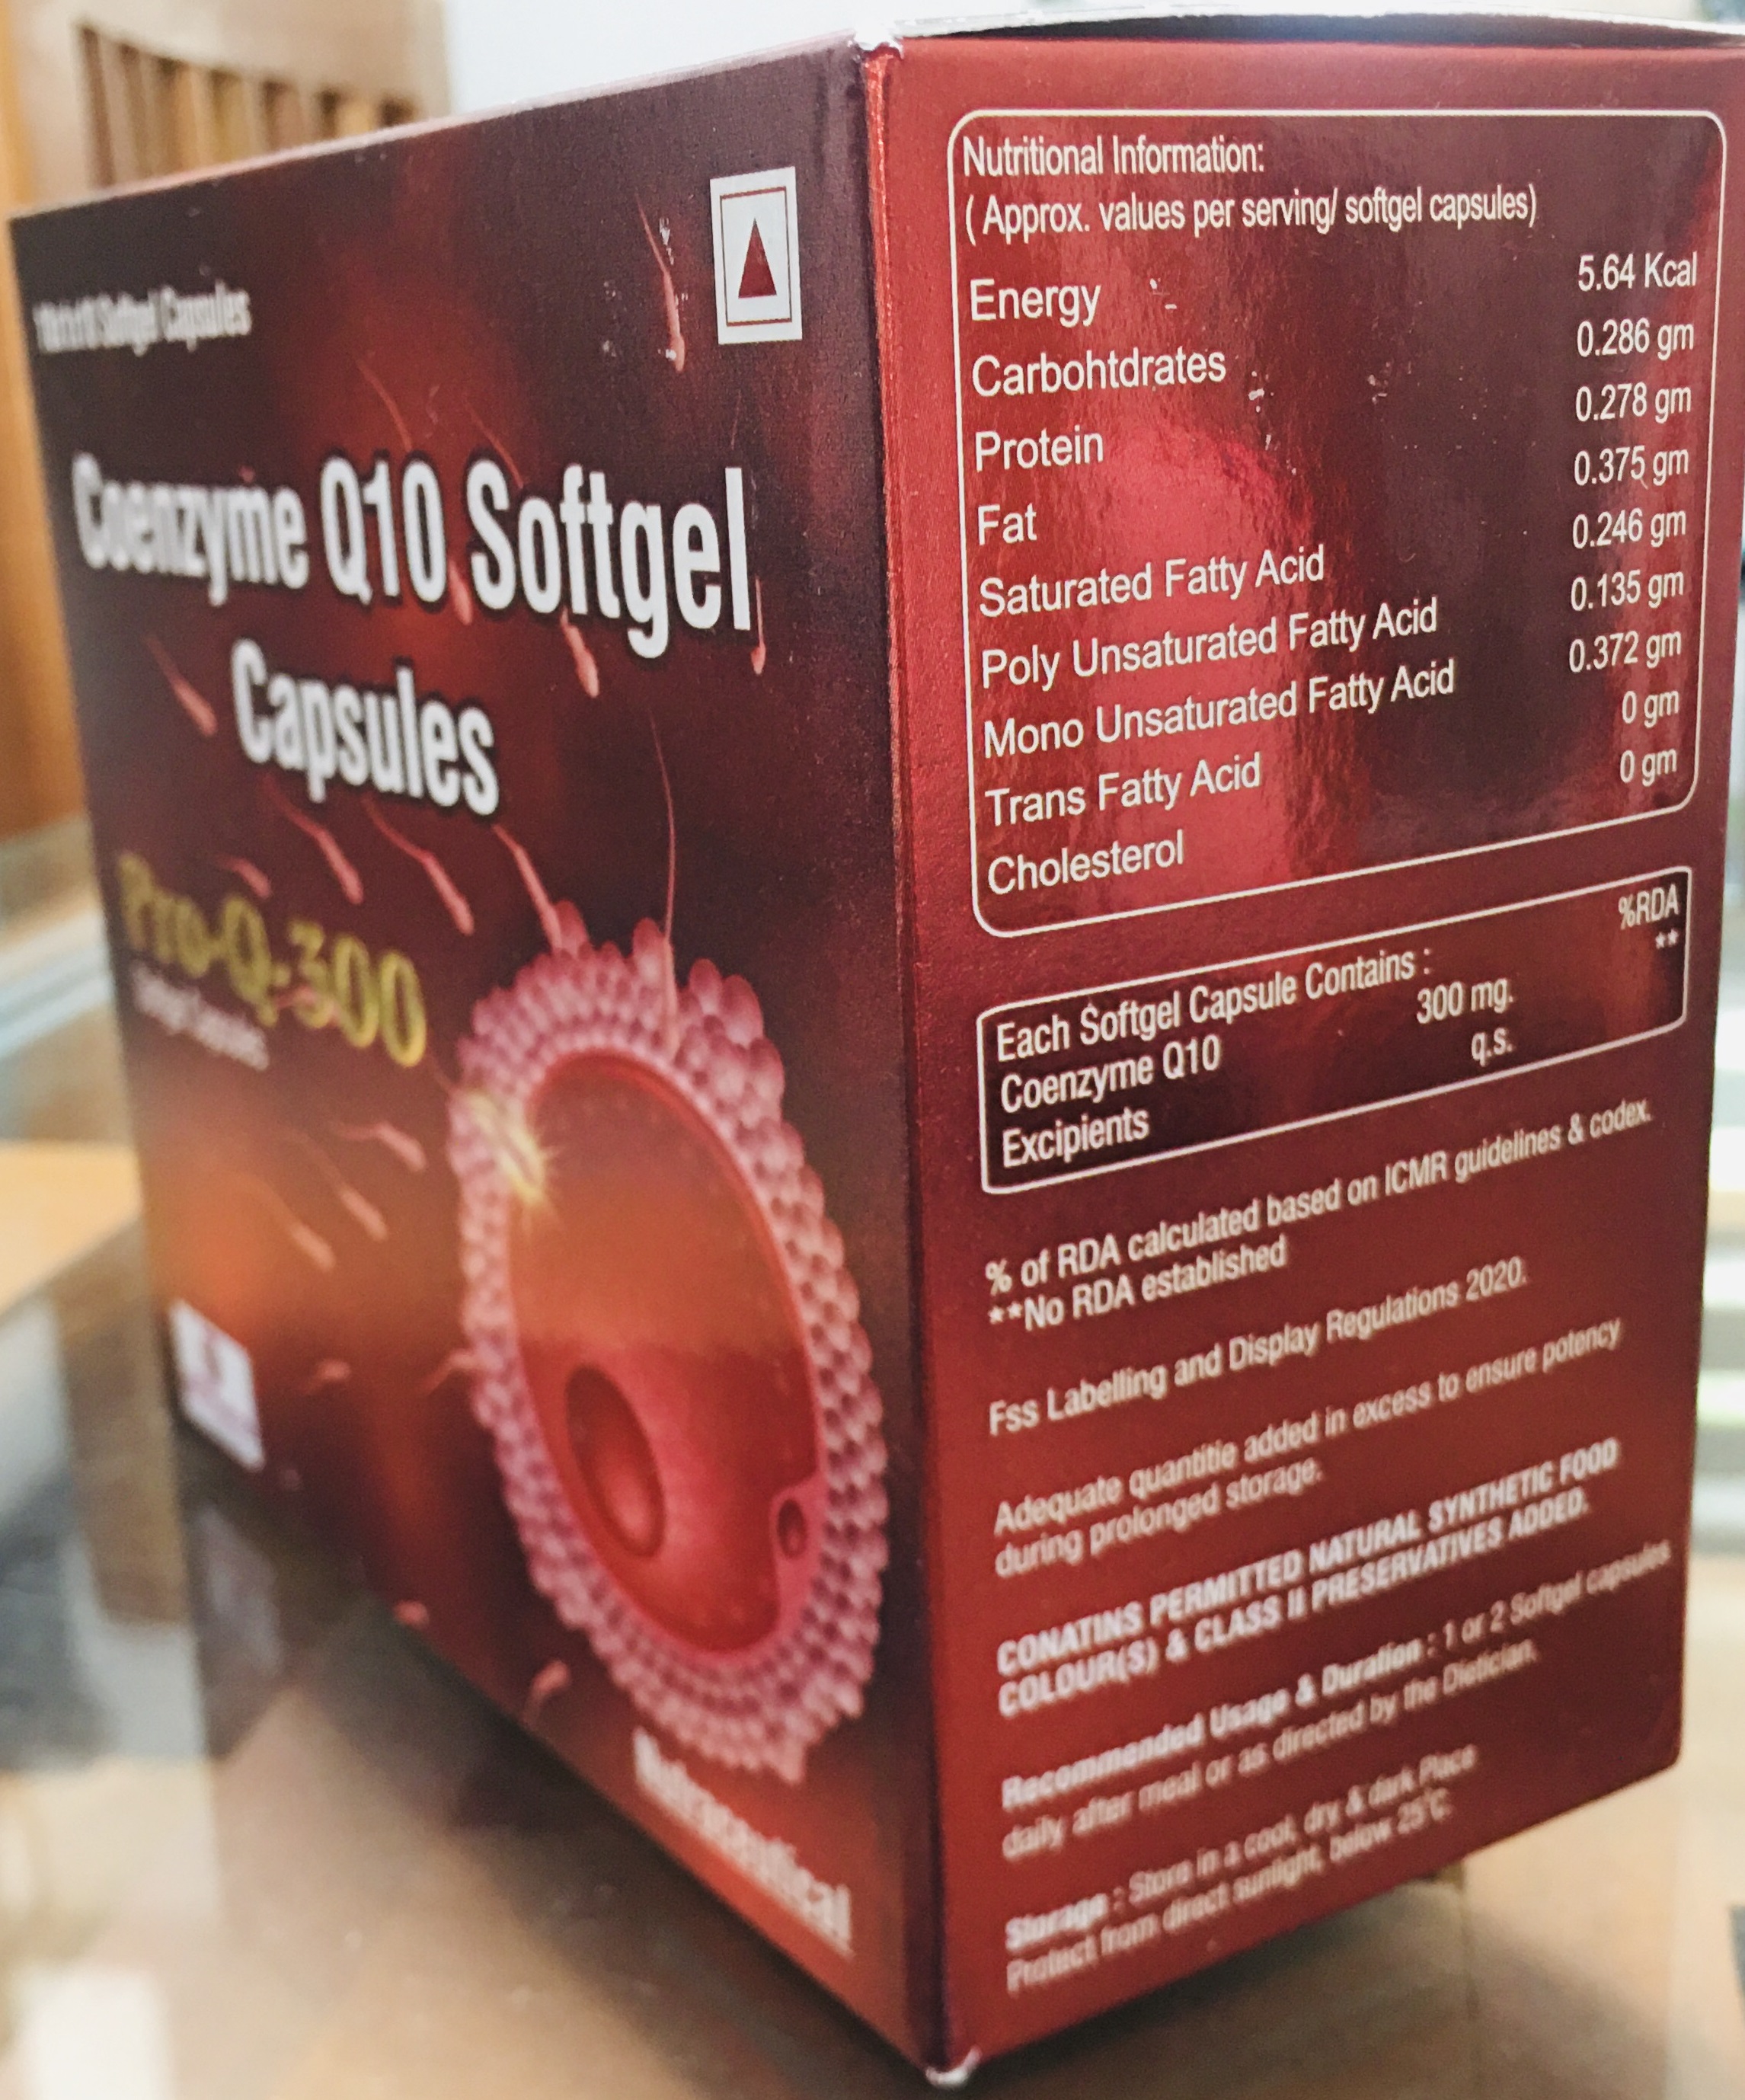 Softgel Capsules
Coenzyme Q10 Softgel
Capsules
Pro-Q-300
Softgel Capsules
Nutraceutical
Nutritional Information:
( Approx. values per serving/ softgel capsules)
Energy 5.64 Kcal
Carbohtdrates 0.286 gm
Protein 0.278 gm
Fat 0.375 gm
Saturated Fatty Acid 0.246 gm
Poly Unsaturated Fatty Acid 0.135 gm
Mono Unsaturated Fatty Acid 0.372 gm
Trans Fatty Acid 0 gm
Cholesterol 0 gm
%RDA
Each Softgel Capsule Contains :
Coenzyme Q10 300 mg. **
Excipients q.s.
% of RDA calculated based on ICMR guidelines & codex.
**No RDA established
Fss Labelling and Display Regulations 2020.
Adequate quantitie added in excess to ensure potency
during prolonged storage.
CONATINS PERMITTED NATURAL SYNTHETIC FOOD
COLOUR(S) & CLASS II PRESERVATIVES ADDED.
Recommended Usage & Duration : 1 or 2 Softgel capsules
daily after meal or as directed by the Dietician.
Storage : Store in a cool, dry & dark Place
Protect from direct sunlight, below 25°C.